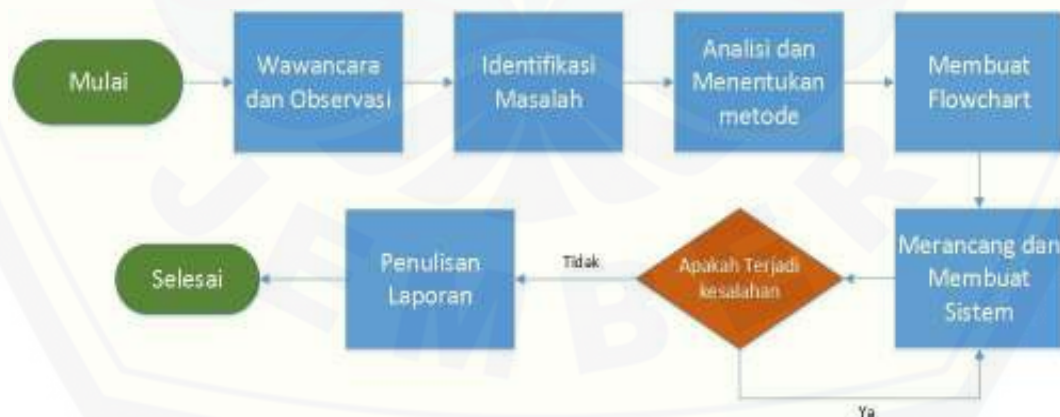 Mulai
Wawancara
dan Observasi
Identifikasi
Masalah
Analisi dan
Menentukan
metode
Membuat
Flowchart
Merancang dan
Membuat
Sistem
Apakah Terjadi
kesalahan
Ya
Tidak
Penulisan
Laporan
Selesai
JEMBER